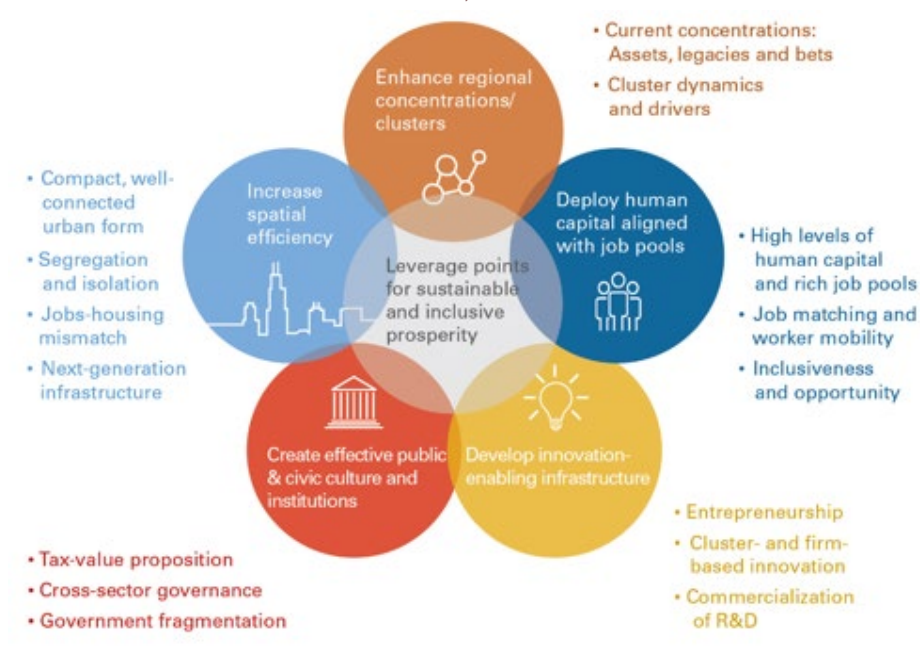 Enhance regional
concentrations/
clusters
• Current concentrations:
Assets, legacies and bets
• Cluster dynamics
and drivers
Increase
spatial
efficiency
• Compact, well-
connected
urban form
• Segregation
and isolation
• Jobs-housing
mismatch
• Next-generation
infrastructure
Deploy human
capital aligned
with job pools
• High levels of
human capital
and rich job pools
• Job matching and
worker mobility
• Inclusiveness
and opportunity
Leverage points
for sustainable
and inclusive
prosperity
Create effective public
& civic culture and
institutions
• Tax-value proposition
• Cross-sector governance
• Government fragmentation
Develop innovation-
enabling infrastructure
• Entrepreneurship
• Cluster- and firm-
based innovation
• Commercialization
of R&D